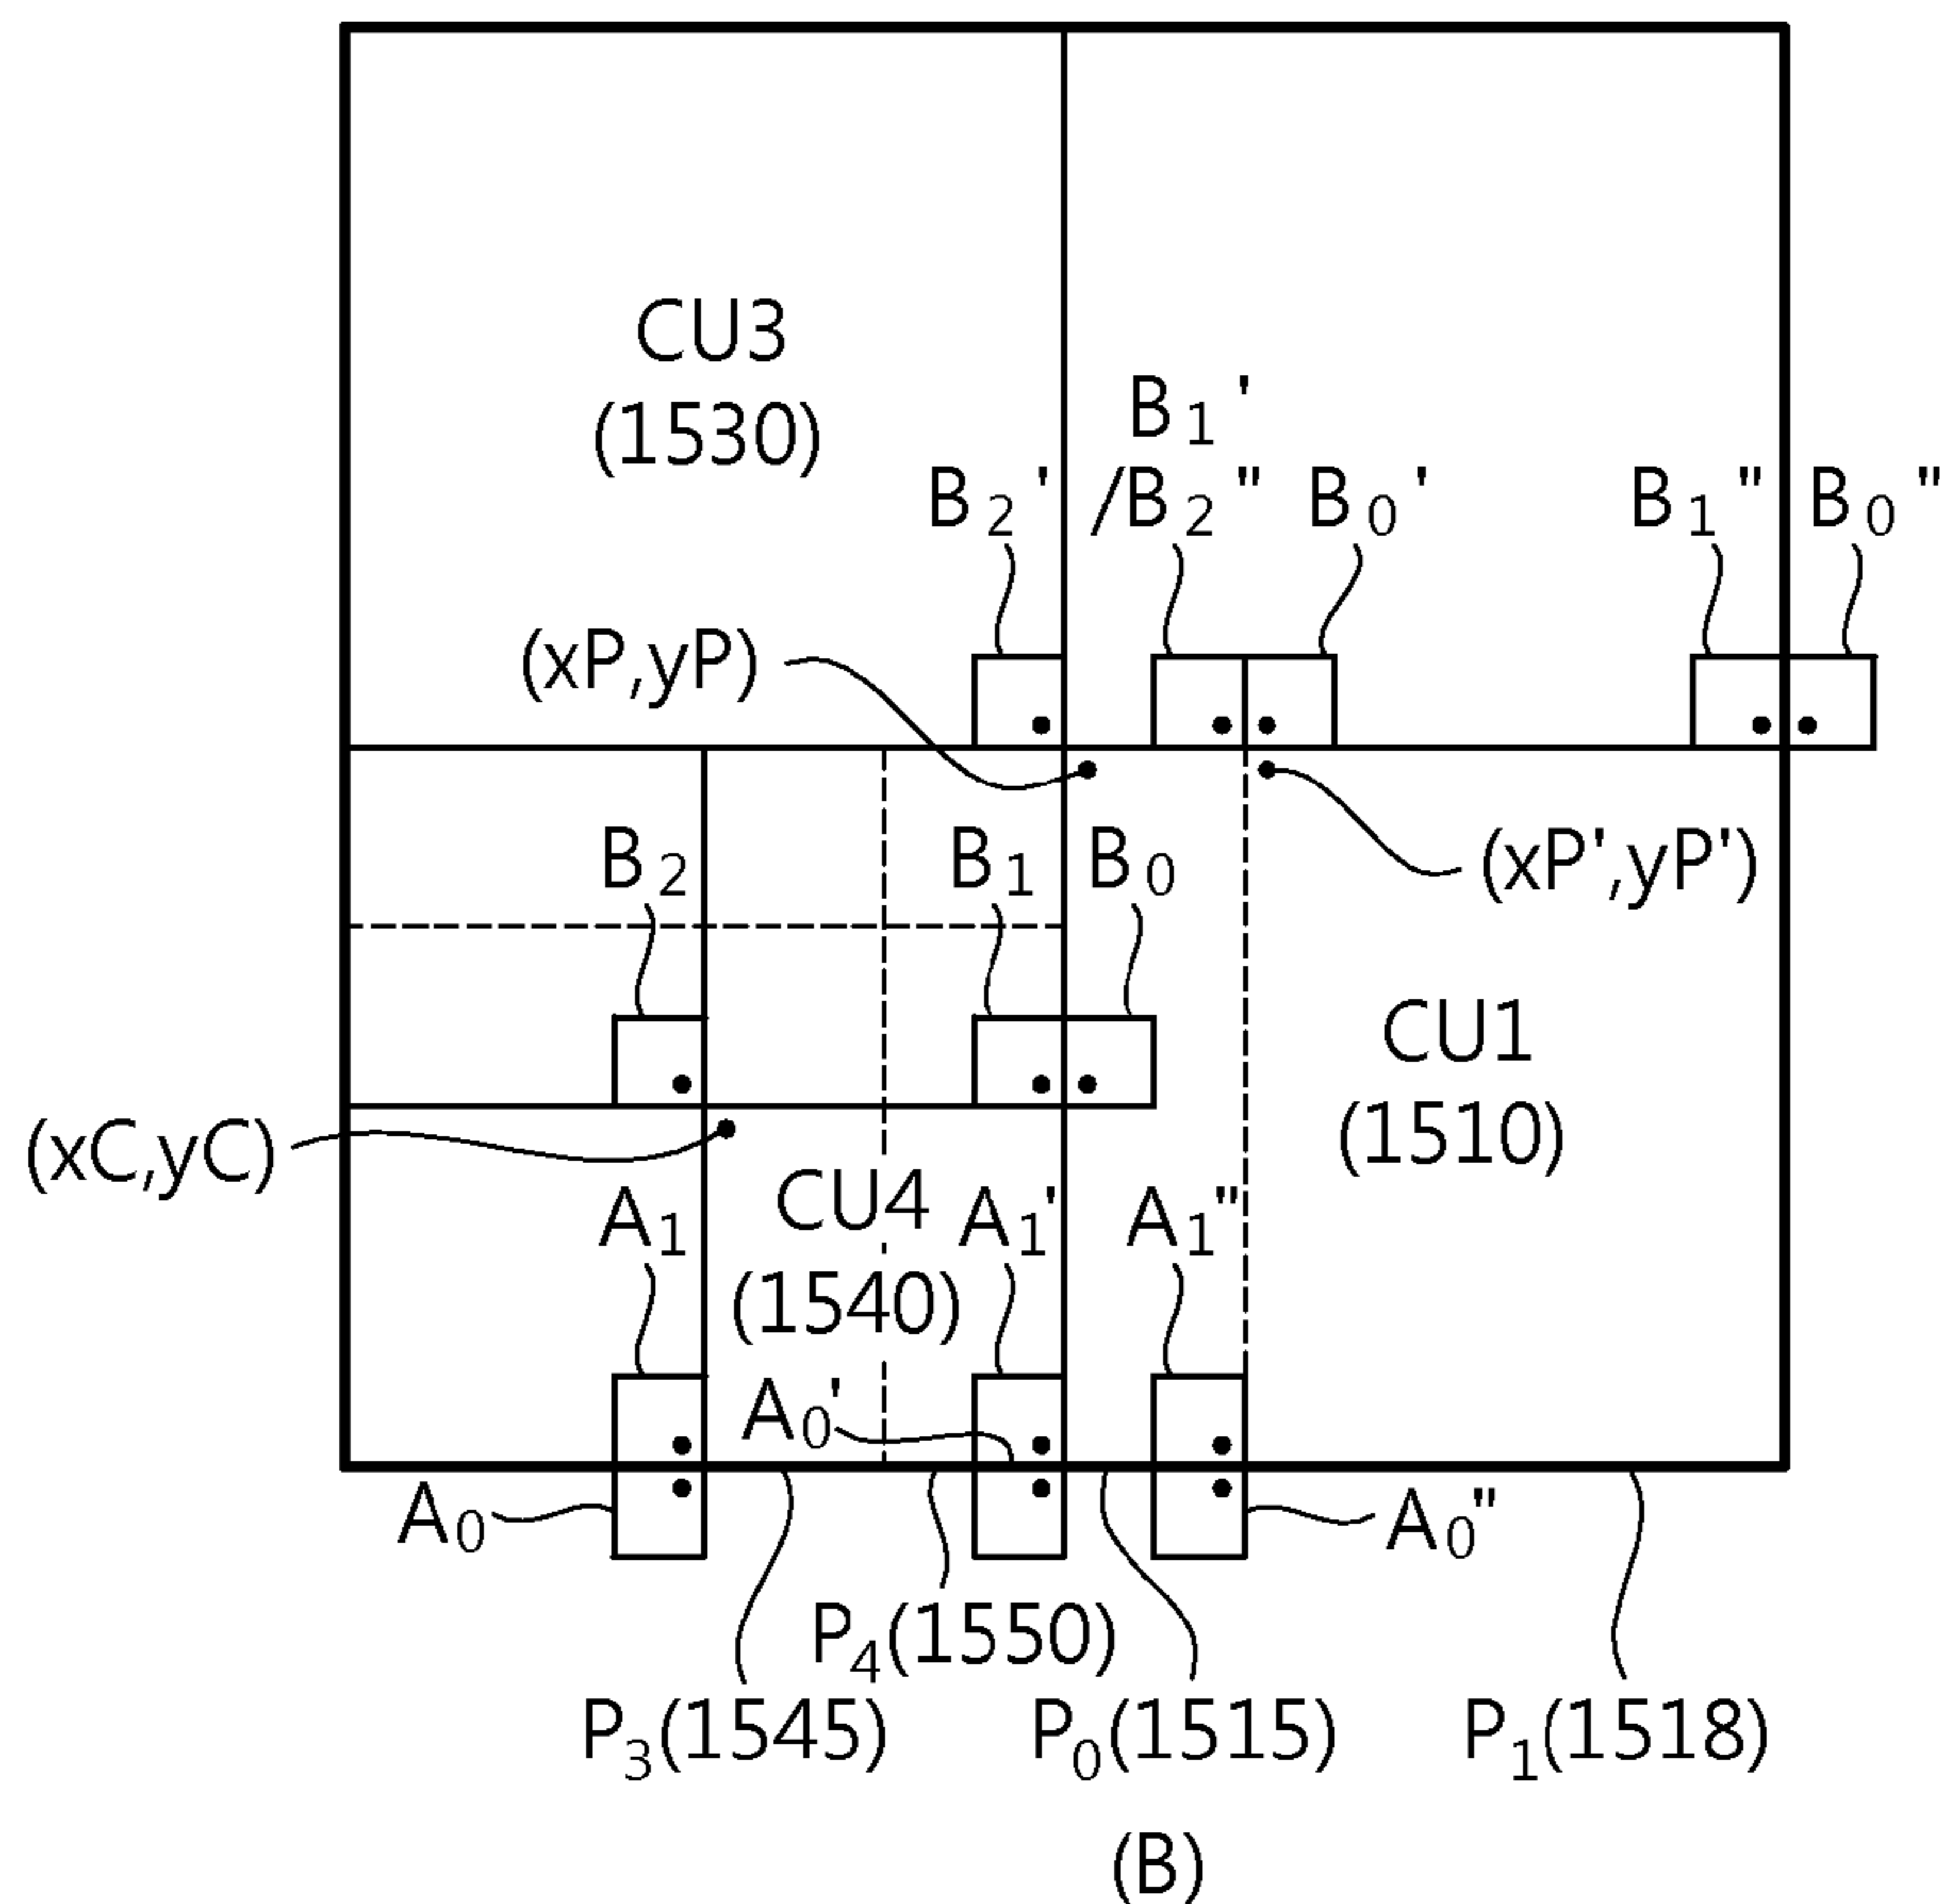 CU3
(1530)
B1'
B2' /B2" B0' B1" B0"
(xP,yP)
B2 B1 B0 (xP',yP')
CU1
(1510)
(xC,yC)
CU4
(1540)
A1 A1' A1"
A0'
A0 A0"
P4(1550)
P3(1545) P0(1515) P1(1518)
(B)